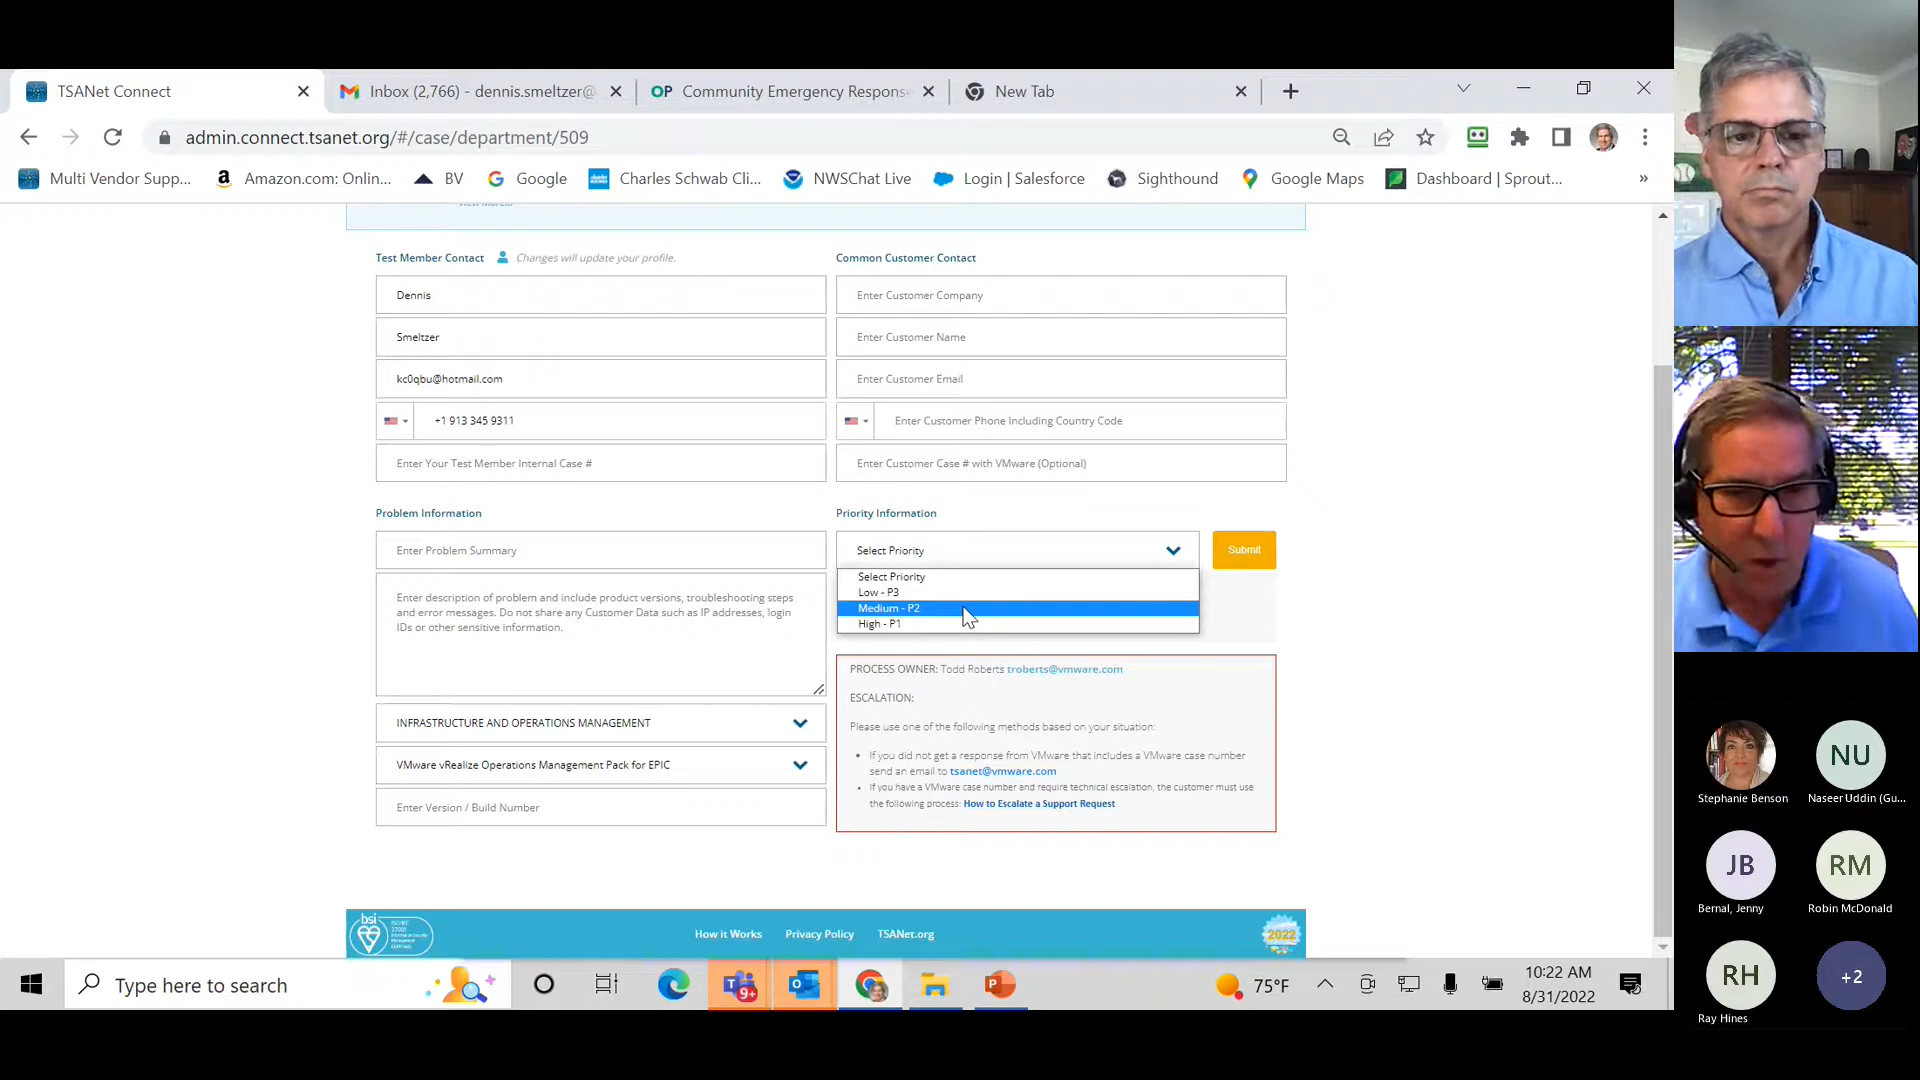 TSANet Connect
Inbox (2,766) - dennis.smeltzer@
OP Community Emergency Respons
New Tab
admin.connect.tsanet.org/#/case/department/509
Multi Vendor Supp...
Amazon.com: Onlin...
BV
Google
Charles Schwab Cli...
NWSChat Live
Login | Salesforce
Sighthound
Google Maps
Dashboard | Sprout...
»
View More...
Test Member Contact
Changes will update your profile.
Common Customer Contact
Dennis
Enter Customer Company
Smeltzer
Enter Customer Name
kc0qbu@hotmail.com
Enter Customer Email
+1 913 345 9311
Enter Customer Phone Including Country Code
Enter Your Test Member Internal Case #
Enter Customer Case # with VMware (Optional)
Problem Information
Priority Information
Enter Problem Summary
Select Priority
Submit
Select Priority
Low - P3
Medium - P2
High - P1
Enter description of problem and include product versions, troubleshooting steps
and error messages. Do not share any Customer Data such as IP addresses, login
IDs or other sensitive information.
PROCESS OWNER: Todd Roberts troberts@vmware.com
ESCALATION:
Please use one of the following methods based on your situation:
• If you did not get a response from VMware that includes a VMware case number
send an email to tsanet@vmware.com
• If you have a VMware case number and require technical escalation, the customer must use
the following process: How to Escalate a Support Request
INFRASTRUCTURE AND OPERATIONS MANAGEMENT
VMware vRealize Operations Management Pack for EPIC
Enter Version / Build Number
bsi
How it Works
Privacy Policy
TSANet.org
2022
Type here to search
9+
75°F
10:22 AM
8/31/2022
Stephanie Benson
NU
Naseer Uddin (Gu...
JB
Bernal, Jenny
RM
Robin McDonald
RH
Ray Hines
+2